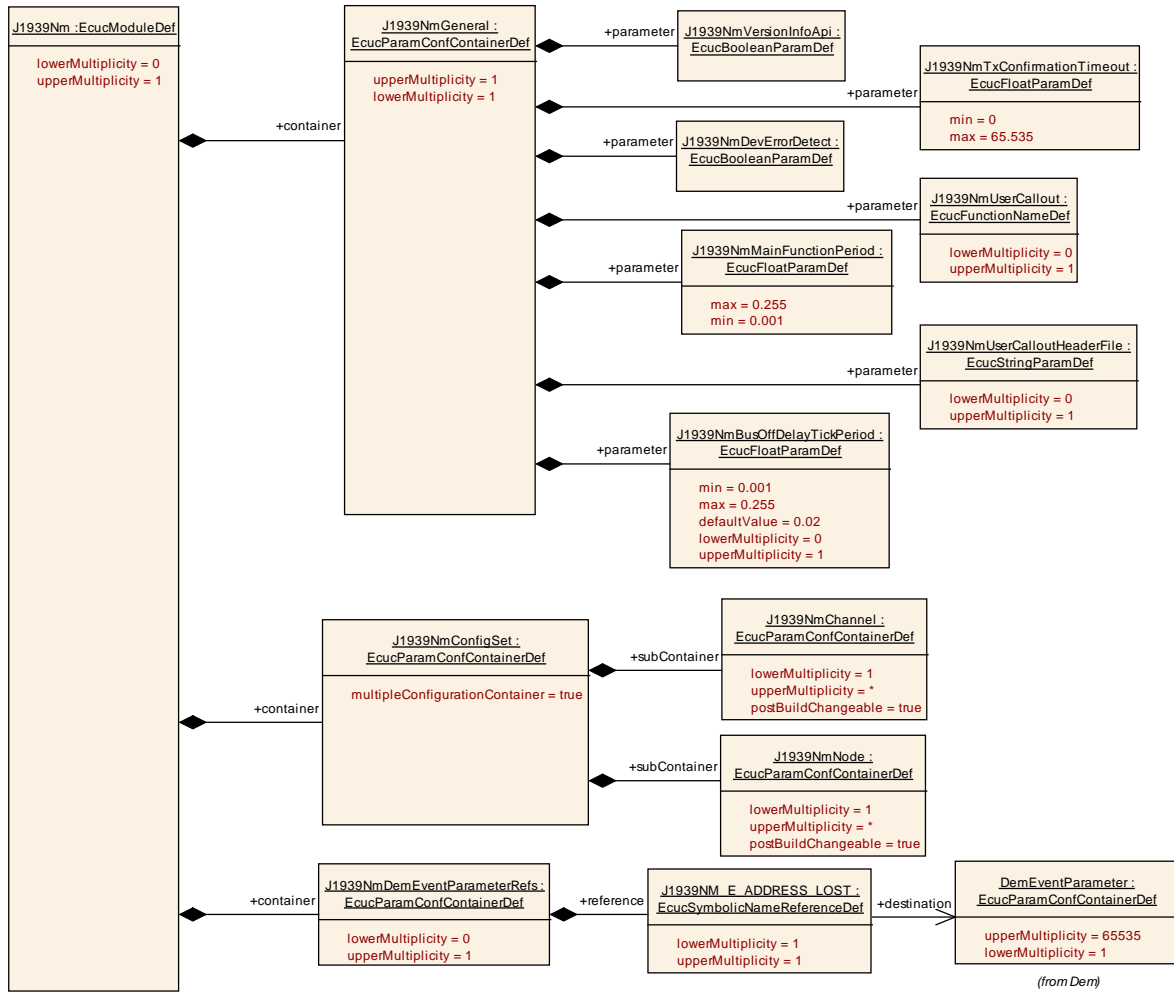 J1939Nm :EcucModuleDef
lowerMultiplicity = 0
upperMultiplicity = 1
+container
J1939NmGeneral :
EcucParamConfContainerDef
upperMultiplicity = 1
lowerMultiplicity = 1
+parameter
J1939NmVersionInfoApi :
EcucBooleanParamDef
+parameter
J1939NmTxConfirmationTimeout :
EcucFloatParamDef
min = 0
max = 65.535
+parameter
J1939NmDevErrorDetect :
EcucBooleanParamDef
+parameter
J1939NmUserCallout :
EcucFunctionNameDef
lowerMultiplicity = 0
upperMultiplicity = 1
+parameter
J1939NmMainFunctionPeriod :
EcucFloatParamDef
max = 0.255
min = 0.001
+parameter
J1939NmUserCalloutHeaderFile :
EcucStringParamDef
lowerMultiplicity = 0
upperMultiplicity = 1
+parameter
J1939NmBusOffDelayTickPeriod :
EcucFloatParamDef
min = 0.001
max = 0.255
defaultValue = 0.02
lowerMultiplicity = 0
upperMultiplicity = 1
+container
J1939NmConfigSet :
EcucParamConfContainerDef
multipleConfigurationContainer = true
+subContainer
J1939NmChannel :
EcucParamConfContainerDef
lowerMultiplicity = 1
upperMultiplicity = *
postBuildChangeable = true
+subContainer
J1939NmNode :
EcucParamConfContainerDef
lowerMultiplicity = 1
upperMultiplicity = *
postBuildChangeable = true
+container
J1939NmDemEventParameterRefs :
EcucParamConfContainerDef
lowerMultiplicity = 0
upperMultiplicity = 1
+reference
J1939NM_E_ADDRESS_LOST :
EcucSymbolicNameReferenceDef
lowerMultiplicity = 1
upperMultiplicity = 1
+destination
DemEventParameter :
EcucParamConfContainerDef
upperMultiplicity = 65535
lowerMultiplicity = 1
(from Dem)